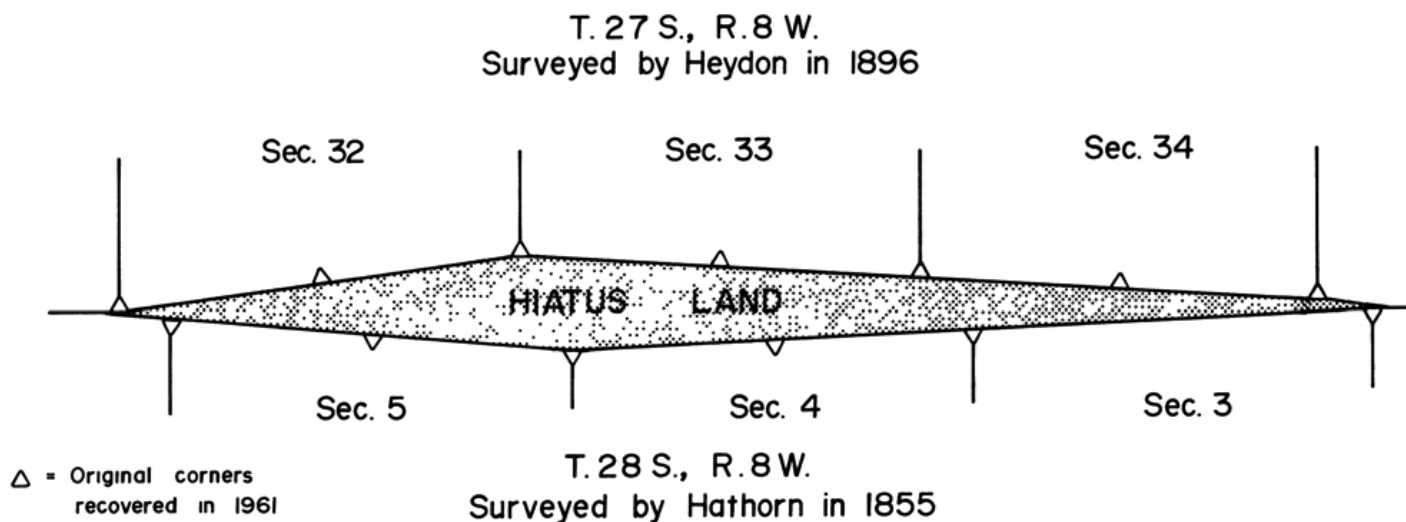 T. 27 S., R. 8 W.
Surveyed by Heydon in 1896
Sec. 32
Sec. 33
Sec. 34
HIATUS LAND
Sec. 5
Sec. 4
Sec. 3
△ = Original corners
recovered in 1961
T. 28 S., R. 8 W.
Surveyed by Hathorn in 1855